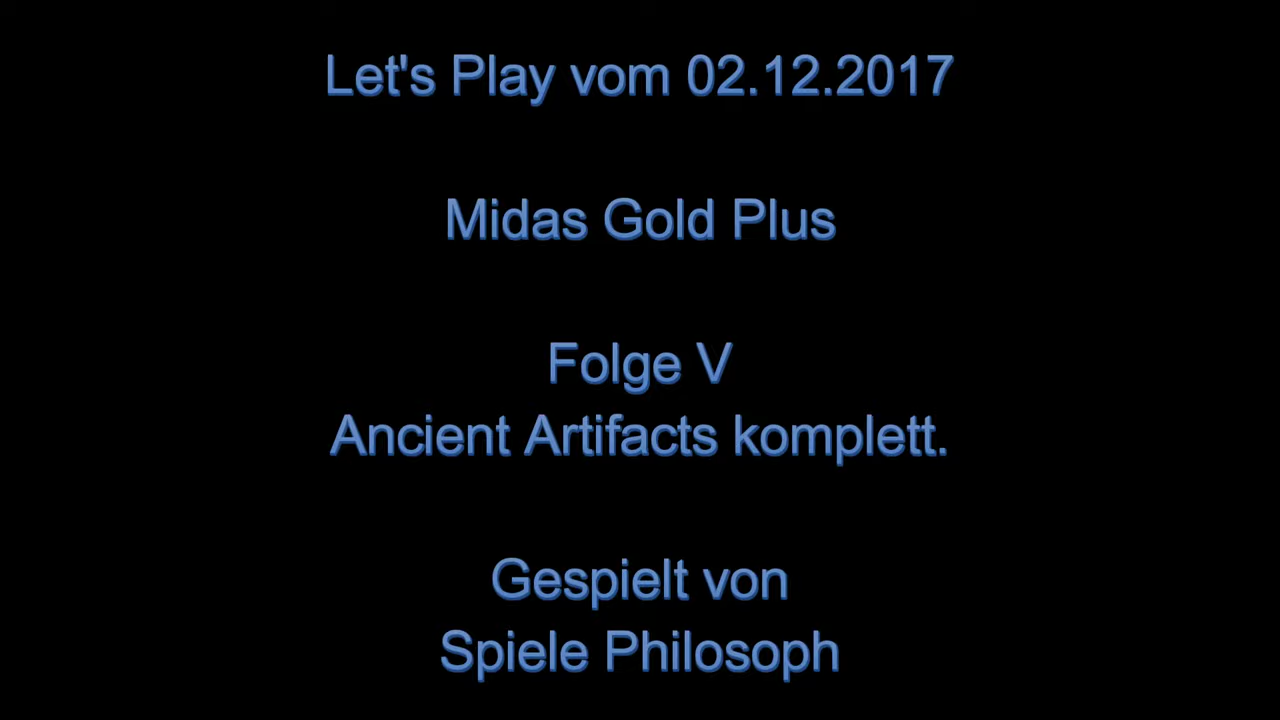 Let's Play vom 02.12.2017
Midas Gold Plus
Folge V
Ancient Artifacts komplett.
Gespielt von
Spiele Philosoph